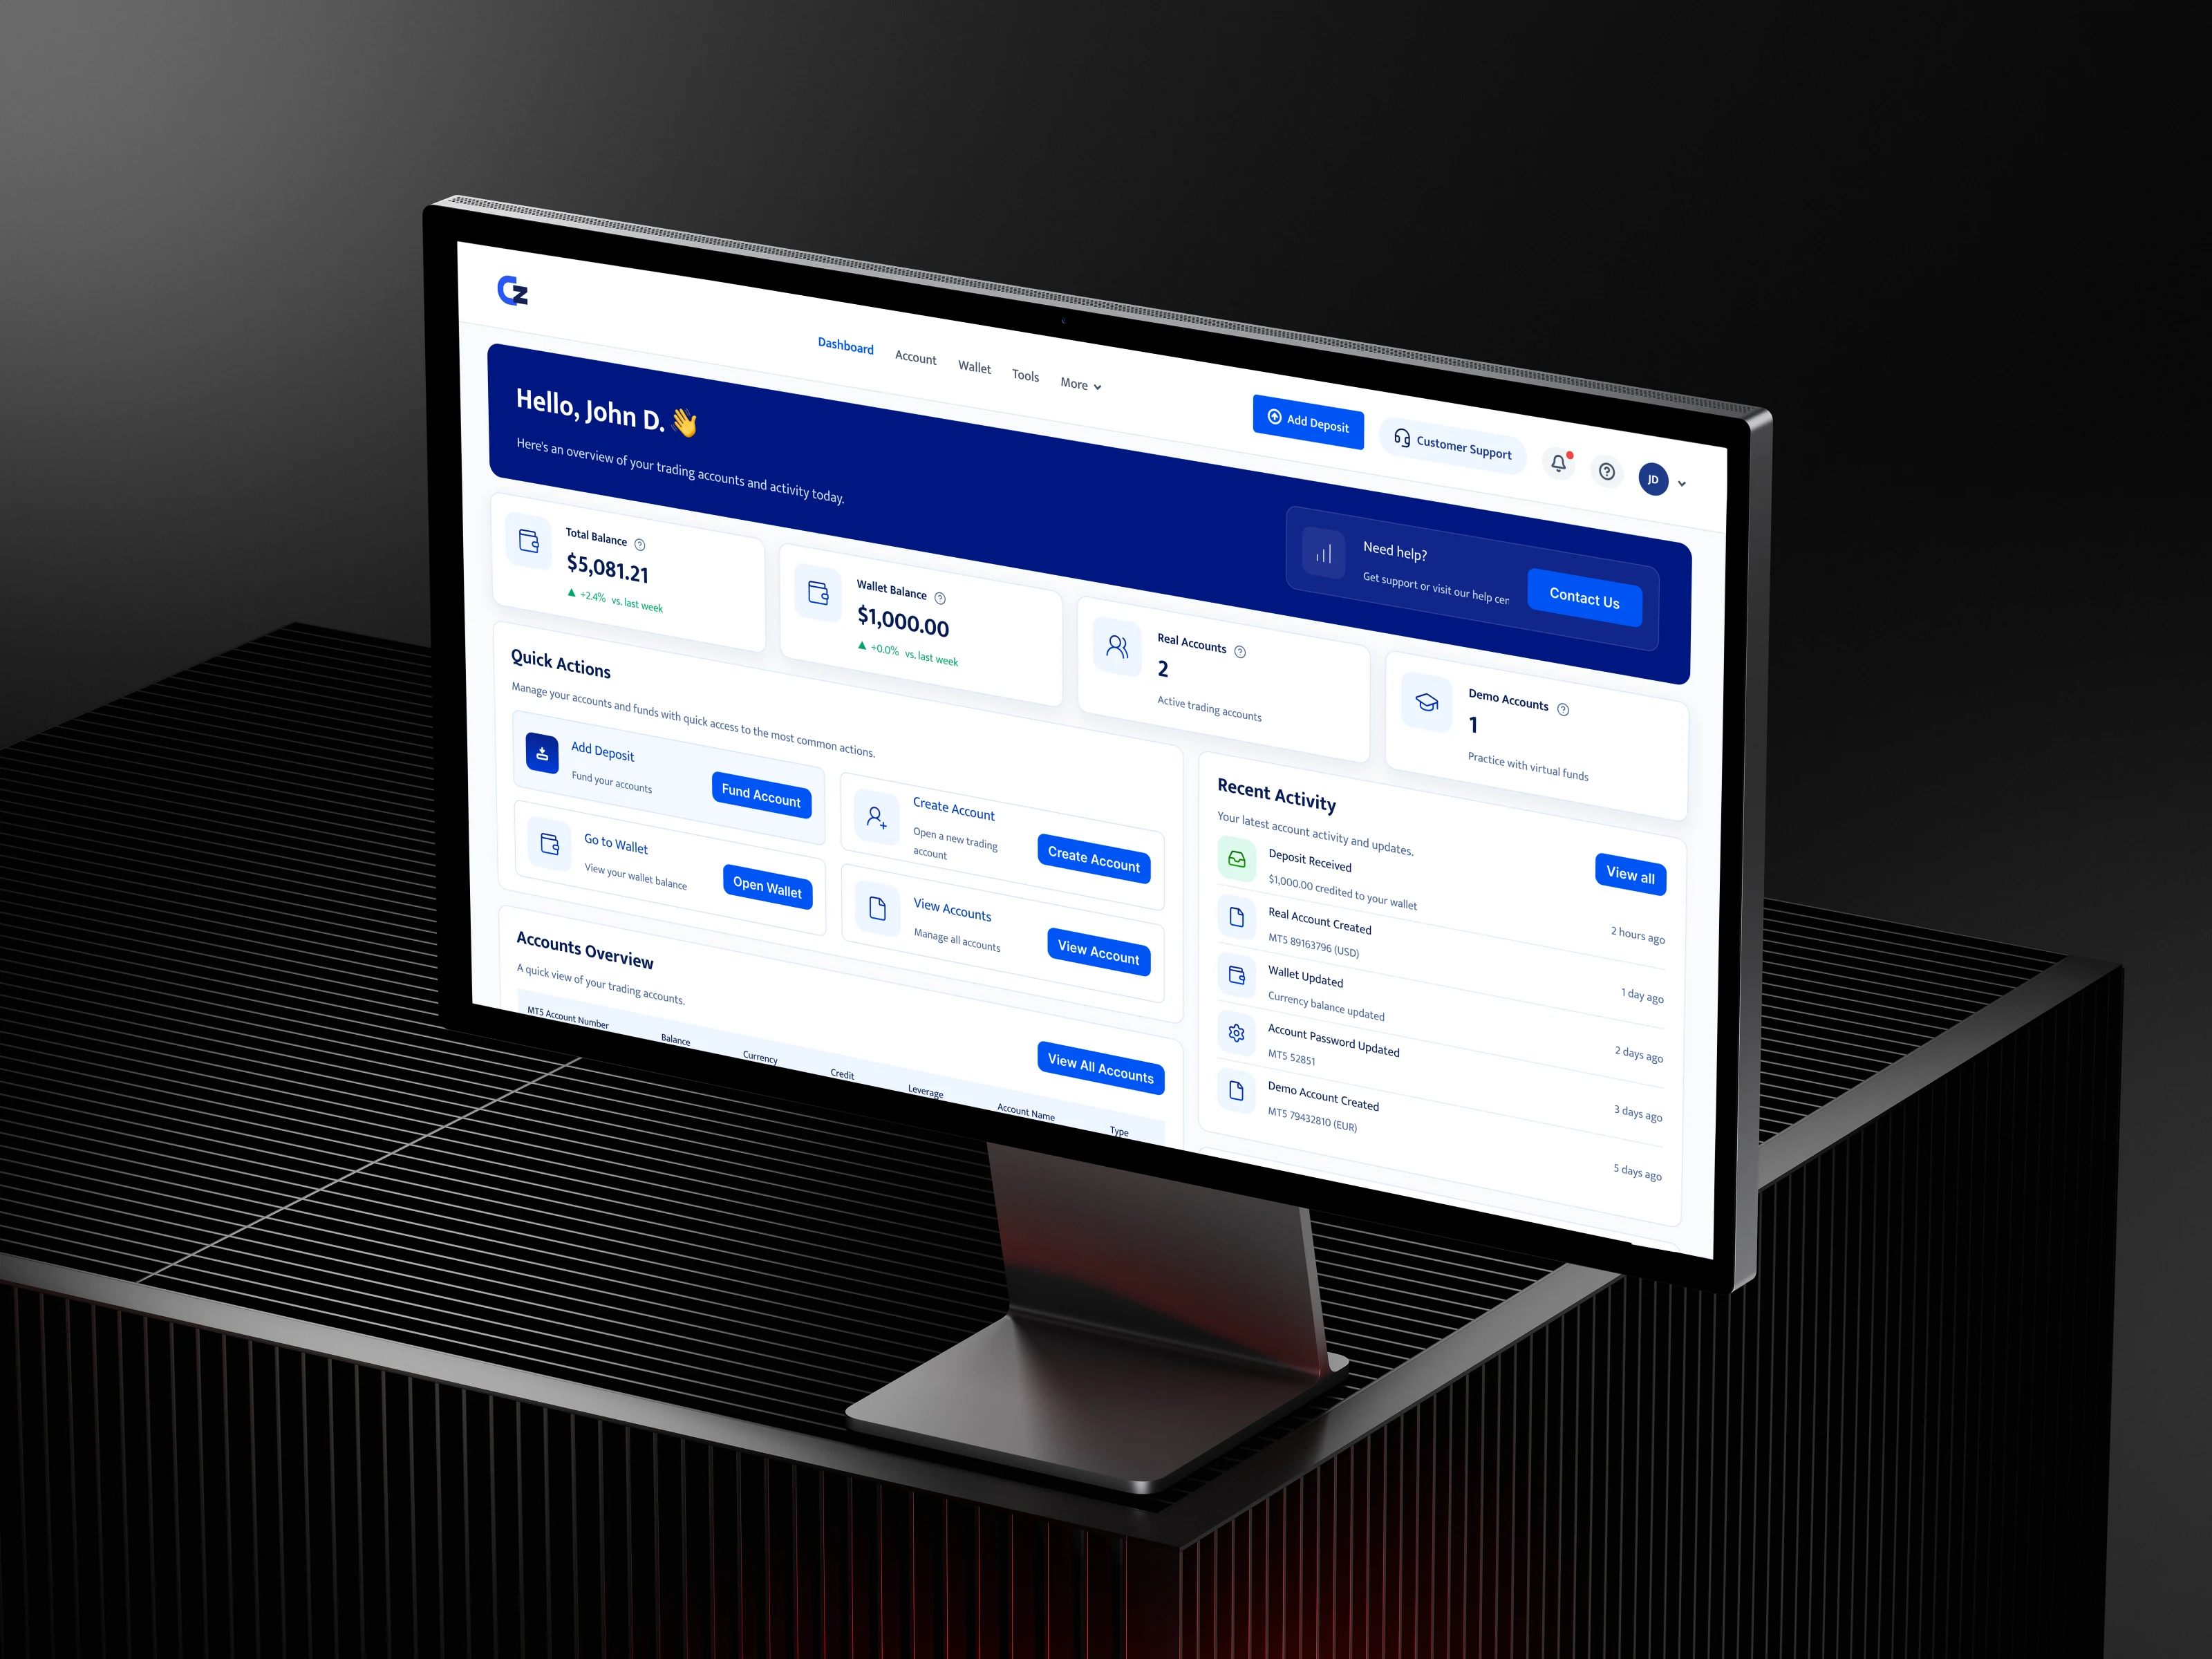 Cz
Dashboard
Account
Wallet
Tools
More
Add Deposit
Customer Support
JD
Hello, John D. 👋
Here's an overview of your trading accounts and activity today.
Need help?
Get support or visit our help cer
Contact Us
Total Balance
$5,081.21
▲ +2.4% vs. last week
Wallet Balance
$1,000.00
▲ +0.0% vs. last week
Real Accounts
2
Active trading accounts
Demo Accounts
1
Practice with virtual funds
Quick Actions
Manage your accounts and funds with quick access to the most common actions.
Add Deposit
Fund your accounts
Fund Account
Create Account
Open a new trading
account
Create Account
Go to Wallet
View your wallet balance
Open Wallet
View Accounts
Manage all accounts
View Account
Recent Activity
Your latest account activity and updates.
View all
Deposit Received
$1,000.00 credited to your wallet
2 hours ago
Real Account Created
MT5 89163796 (USD)
1 day ago
Wallet Updated
Currency balance updated
2 days ago
Account Password Updated
MT5 52851
3 days ago
Demo Account Created
MT5 79432810 (EUR)
5 days ago
Accounts Overview
A quick view of your trading accounts.
View All Accounts
MT5 Account Number
Balance
Currency
Credit
Leverage
Account Name
Type